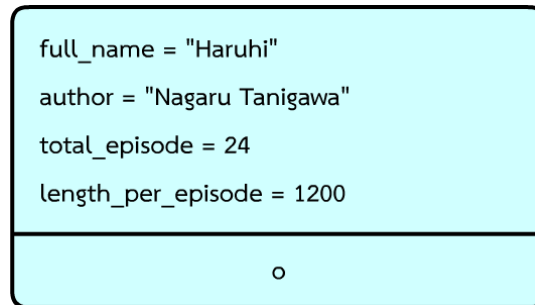 full_name = "Haruhi"
author = "Nagaru Tanigawa"
total_episode = 24
length_per_episode = 1200
o